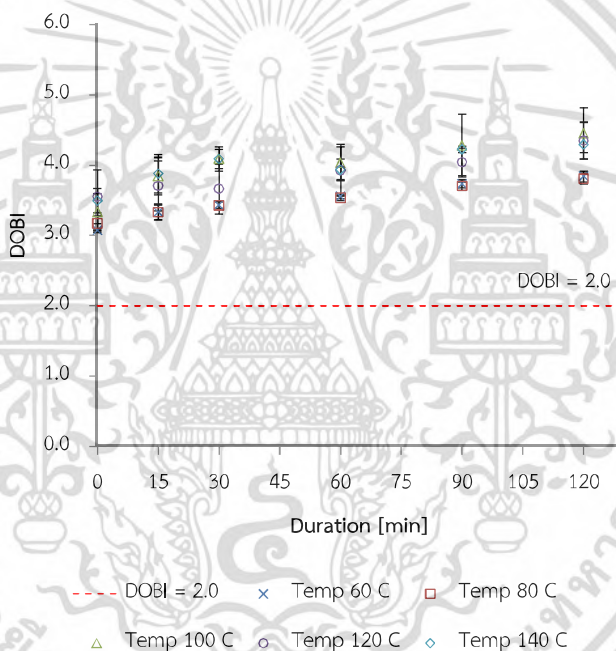 6.0
5.0
4.0
3.0
2.0
1.0
0.0
DOBI
DOBI = 2.0
0 15 30 45 60 75 90 105 120
Duration [min]
DOBI = 2.0 Temp 60 C Temp 80 C
Temp 100 C Temp 120 C Temp 140 C